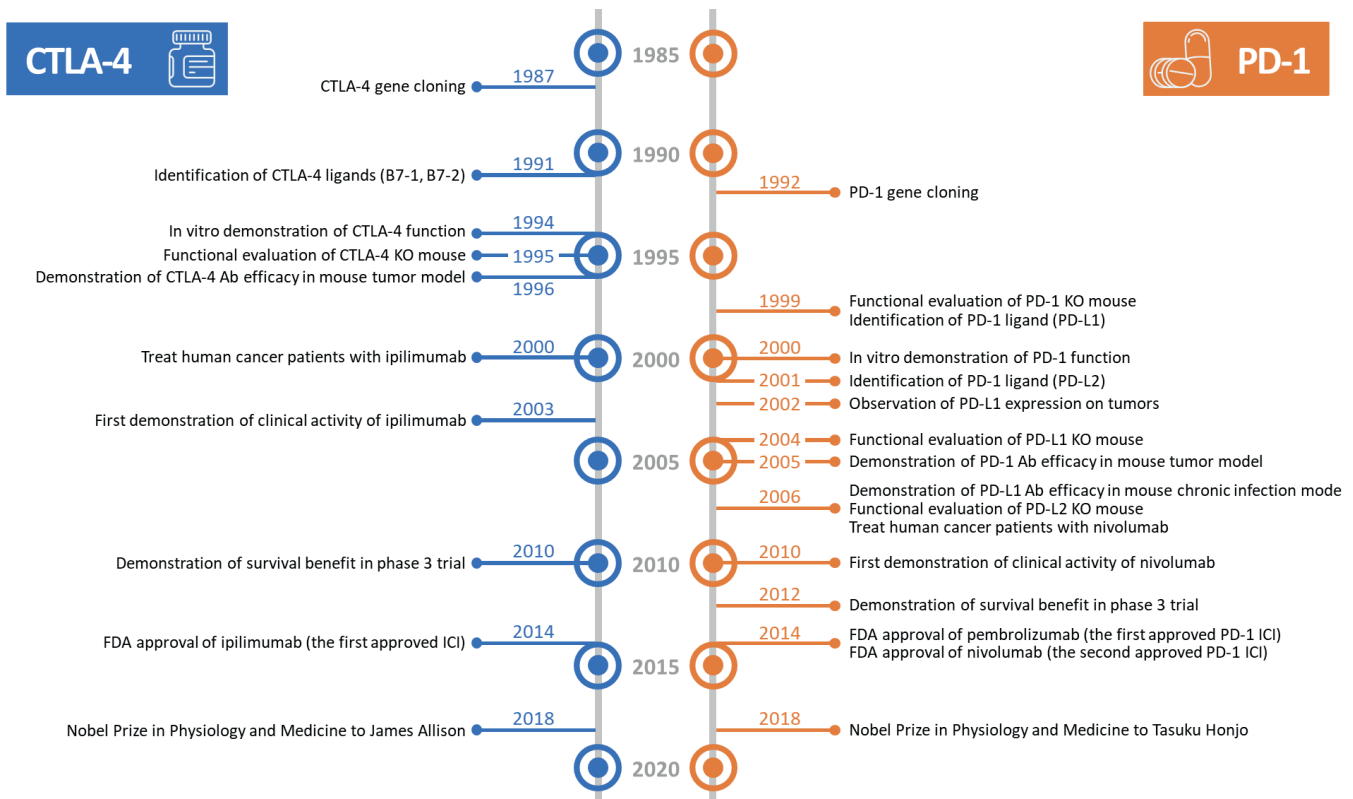 CTLA-4
PD-1
1985
1987
CTLA-4 gene cloning
1990
1991
Identification of CTLA-4 ligands (B7-1, B7-2)
1992
PD-1 gene cloning
1994
In vitro demonstration of CTLA-4 function
1995
Functional evaluation of CTLA-4 KO mouse
1995
Demonstration of CTLA-4 Ab efficacy in mouse tumor model
1996
1999
Functional evaluation of PD-1 KO mouse
Identification of PD-1 ligand (PD-L1)
2000
Treat human cancer patients with ipilimumab
2000
2000
In vitro demonstration of PD-1 function
2001
Identification of PD-1 ligand (PD-L2)
2002
Observation of PD-L1 expression on tumors
2003
First demonstration of clinical activity of ipilimumab
2004
Functional evaluation of PD-L1 KO mouse
2005
2005
Demonstration of PD-1 Ab efficacy in mouse tumor model
2006
Demonstration of PD-L1 Ab efficacy in mouse chronic infection mode
Functional evaluation of PD-L2 KO mouse
Treat human cancer patients with nivolumab
2010
Demonstration of survival benefit in phase 3 trial
2010
2010
First demonstration of clinical activity of nivolumab
2012
Demonstration of survival benefit in phase 3 trial
2014
FDA approval of ipilimumab (the first approved ICI)
2014
FDA approval of pembrolizumab (the first approved PD-1 ICI)
FDA approval of nivolumab (the second approved PD-1 ICI)
2015
2018
Nobel Prize in Physiology and Medicine to James Allison
2018
Nobel Prize in Physiology and Medicine to Tasuku Honjo
2020